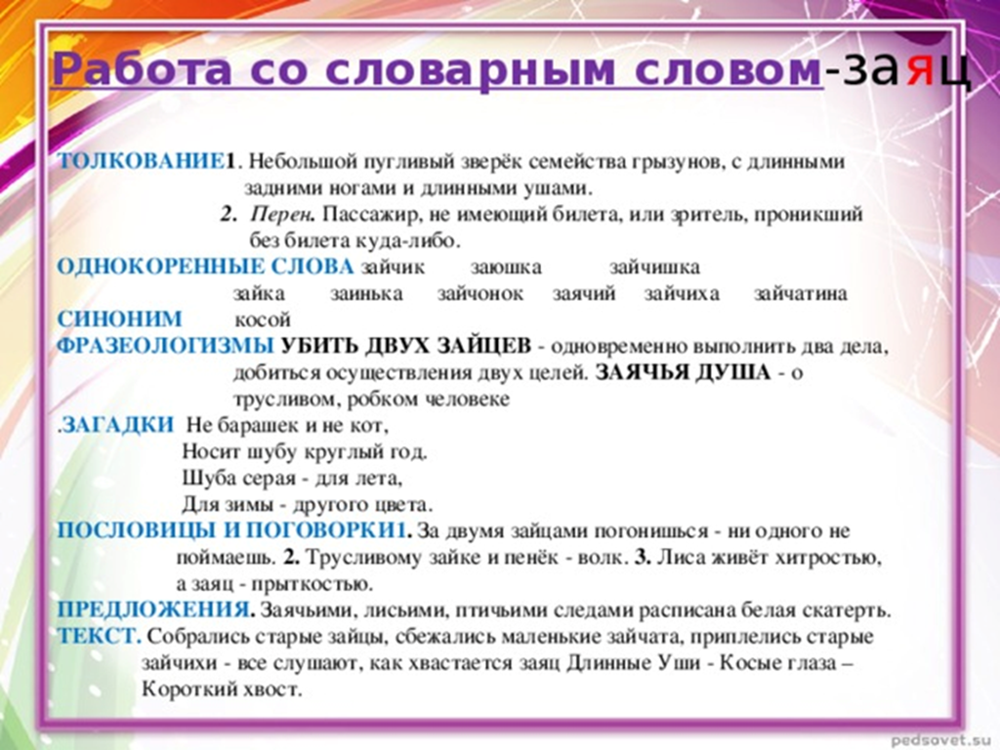 Работа со словарным словом-заяц
ТОЛКОВАНИЕ1. Небольшой пугливый зверёк семейства грызунов, с длинными
задними ногами и длинными ушами.
2. Перен. Пассажир, не имеющий билета, или зритель, проникший
без билета куда-либо.
ОДНОКОРЕННЫЕ СЛОВА зайчик заюшка зайчишка
зайка заинька зайчонок заячий зайчиха зайчатина
СИНОНИМ косой
ФРАЗЕОЛОГИЗМЫ УБИТЬ ДВУХ ЗАЙЦЕВ - одновременно выполнить два дела,
добиться осуществления двух целей. ЗАЯЧЬЯ ДУША - о
трусливом, робком человеке
.ЗАГАДКИ Не барашек и не кот,
Носит шубу круглый год.
Шуба серая - для лета,
Для зимы - другого цвета.
ПОСЛОВИЦЫ И ПОГОВОРКИ1. За двумя зайцами погонишься - ни одного не
поймаешь. 2. Трусливому зайке и пенёк - волк. 3. Лиса живёт хитростью,
а заяц - прыткостью.
ПРЕДЛОЖЕНИЯ. Заячьими, лисьими, птичьими следами расписана белая скатерть.
ТЕКСТ. Собрались старые зайцы, сбежались маленькие зайчата, приплелись старые
зайчихи - все слушают, как хвастается заяц Длинные Уши - Косые глаза –
Короткий хвост.
pedsovet.su